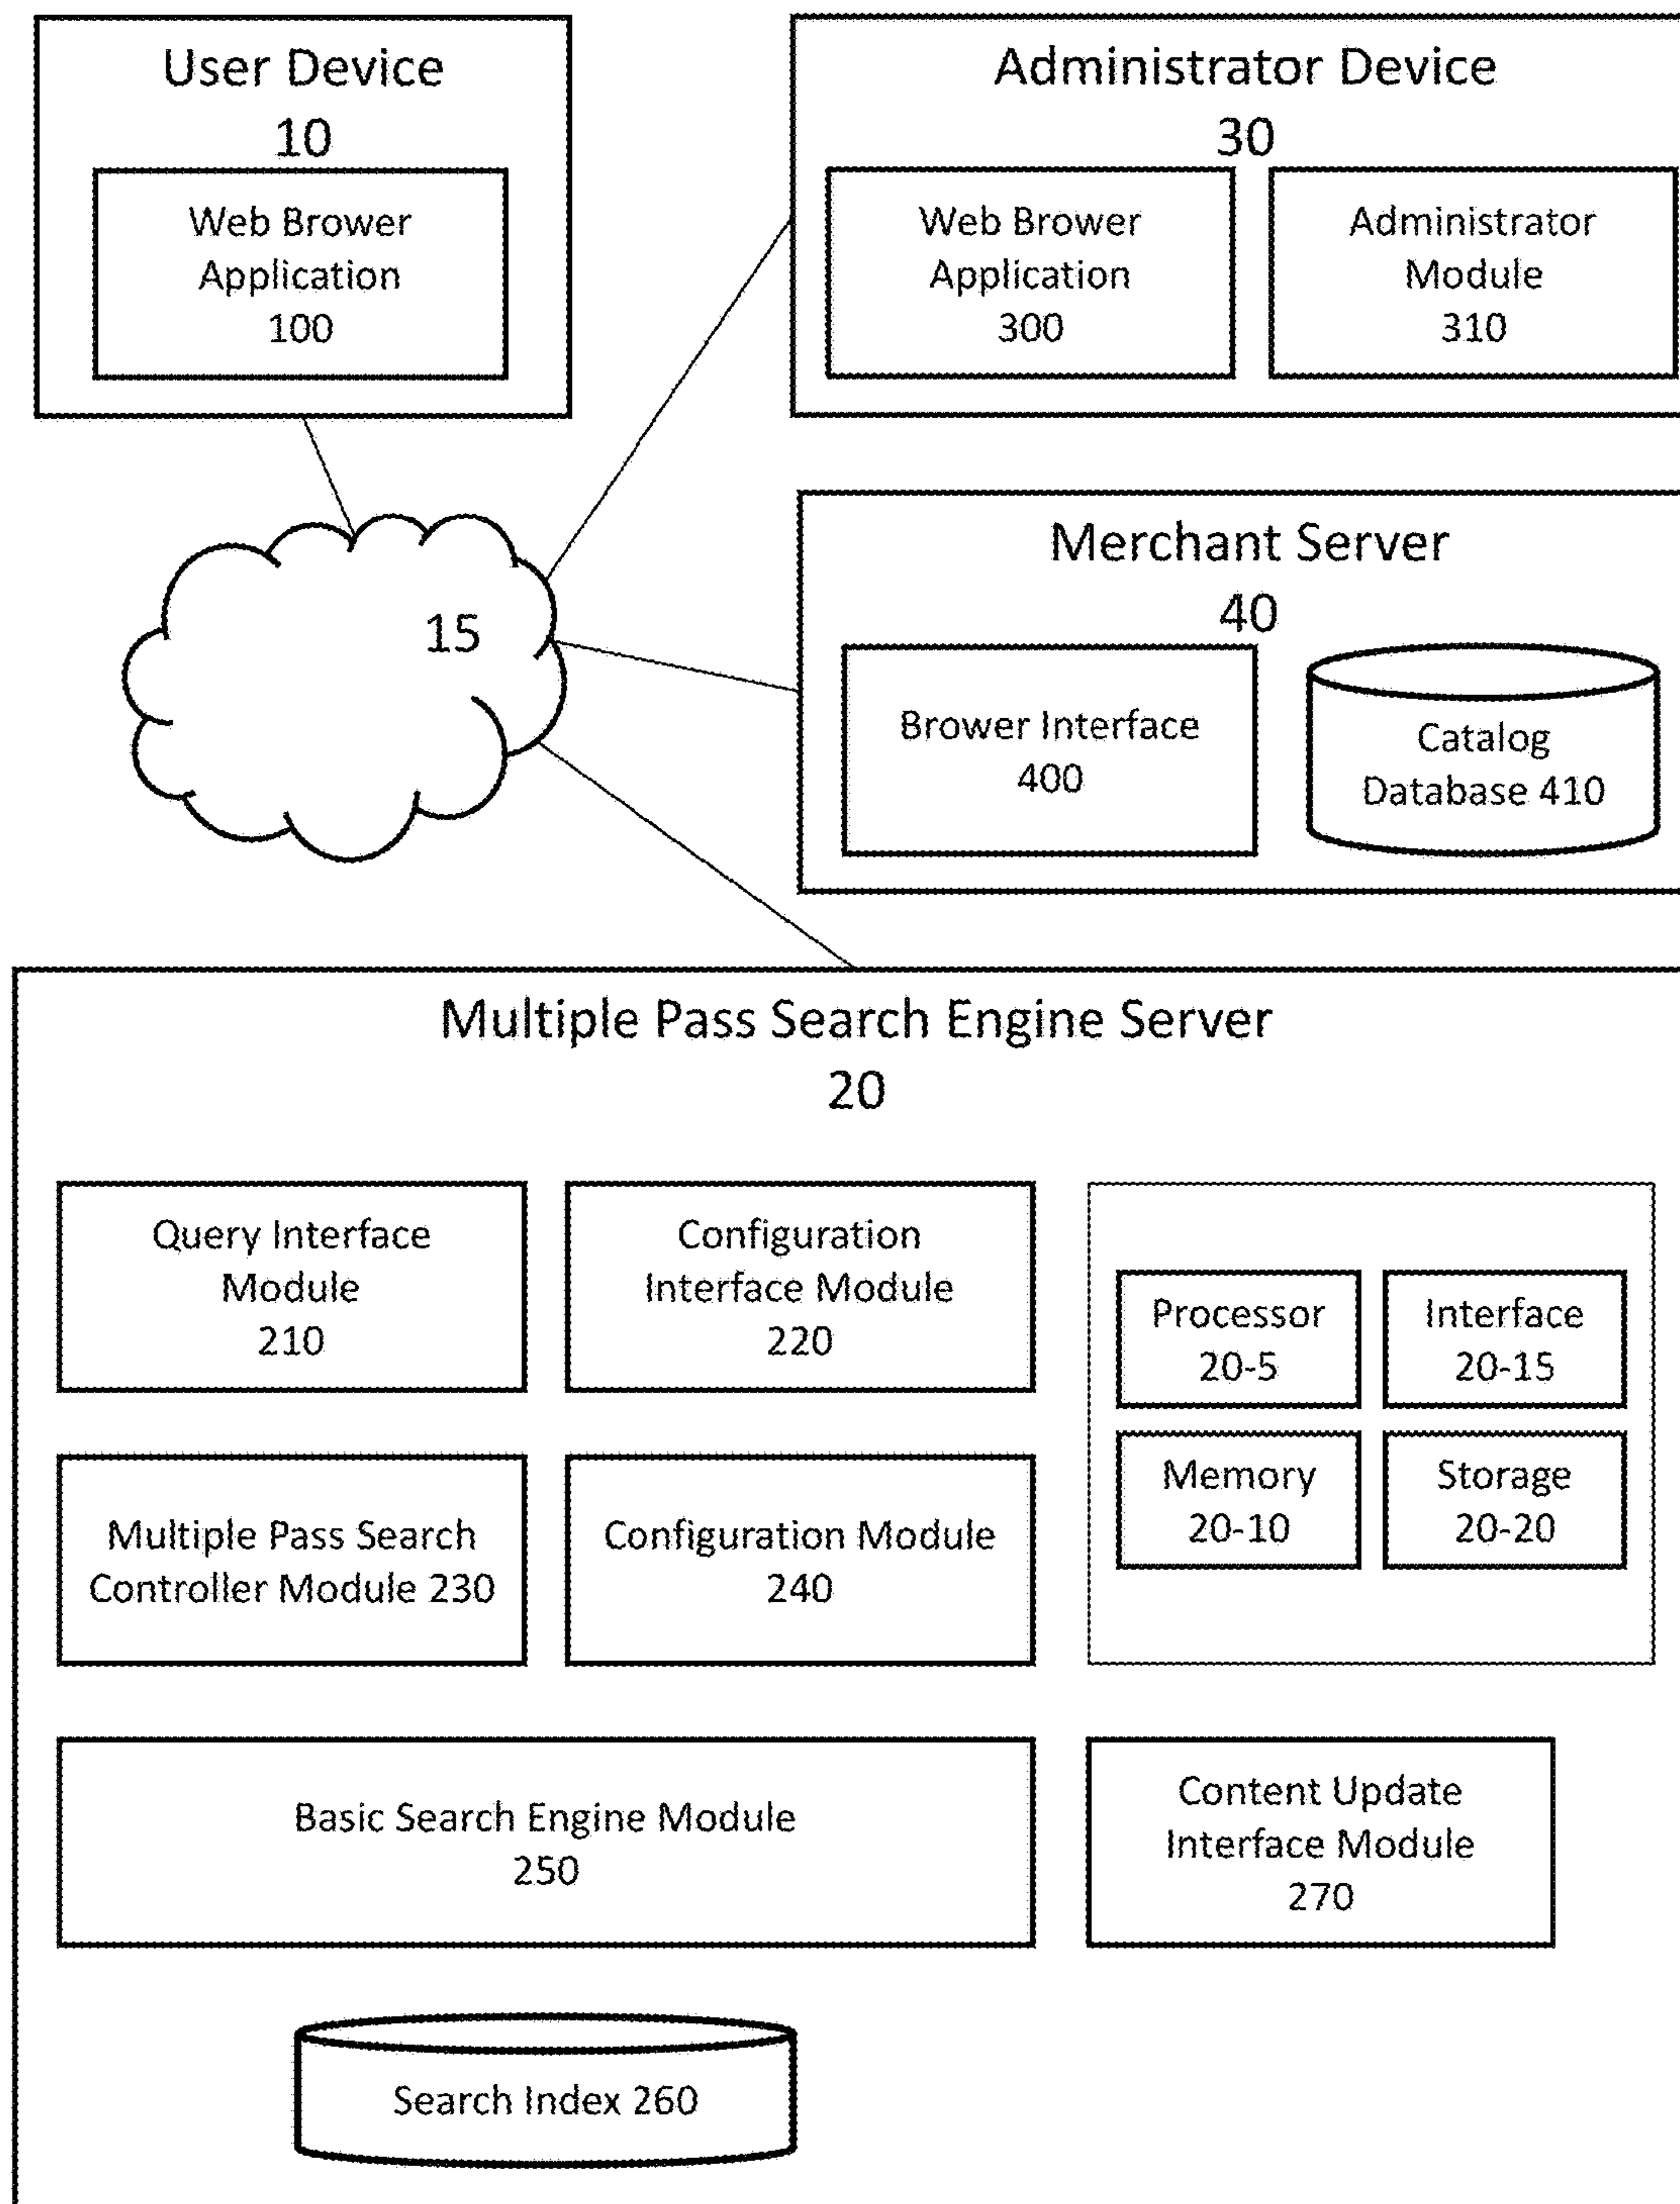 User Device
10
Web Brower
Application
100
Administrator Device
30
Web Brower
Application
300
Administrator
Module
310
15
Merchant Server
40
Brower Interface
400
Catalog
Database 410
Multiple Pass Search Engine Server
20
Query Interface
Module
210
Configuration
Interface Module
220
Processor
20-5
Interface
20-15
Memory
20-10
Storage
20-20
Multiple Pass Search
Controller Module 230
Configuration Module
240
Basic Search Engine Module
250
Content Update
Interface Module
270
Search Index 260